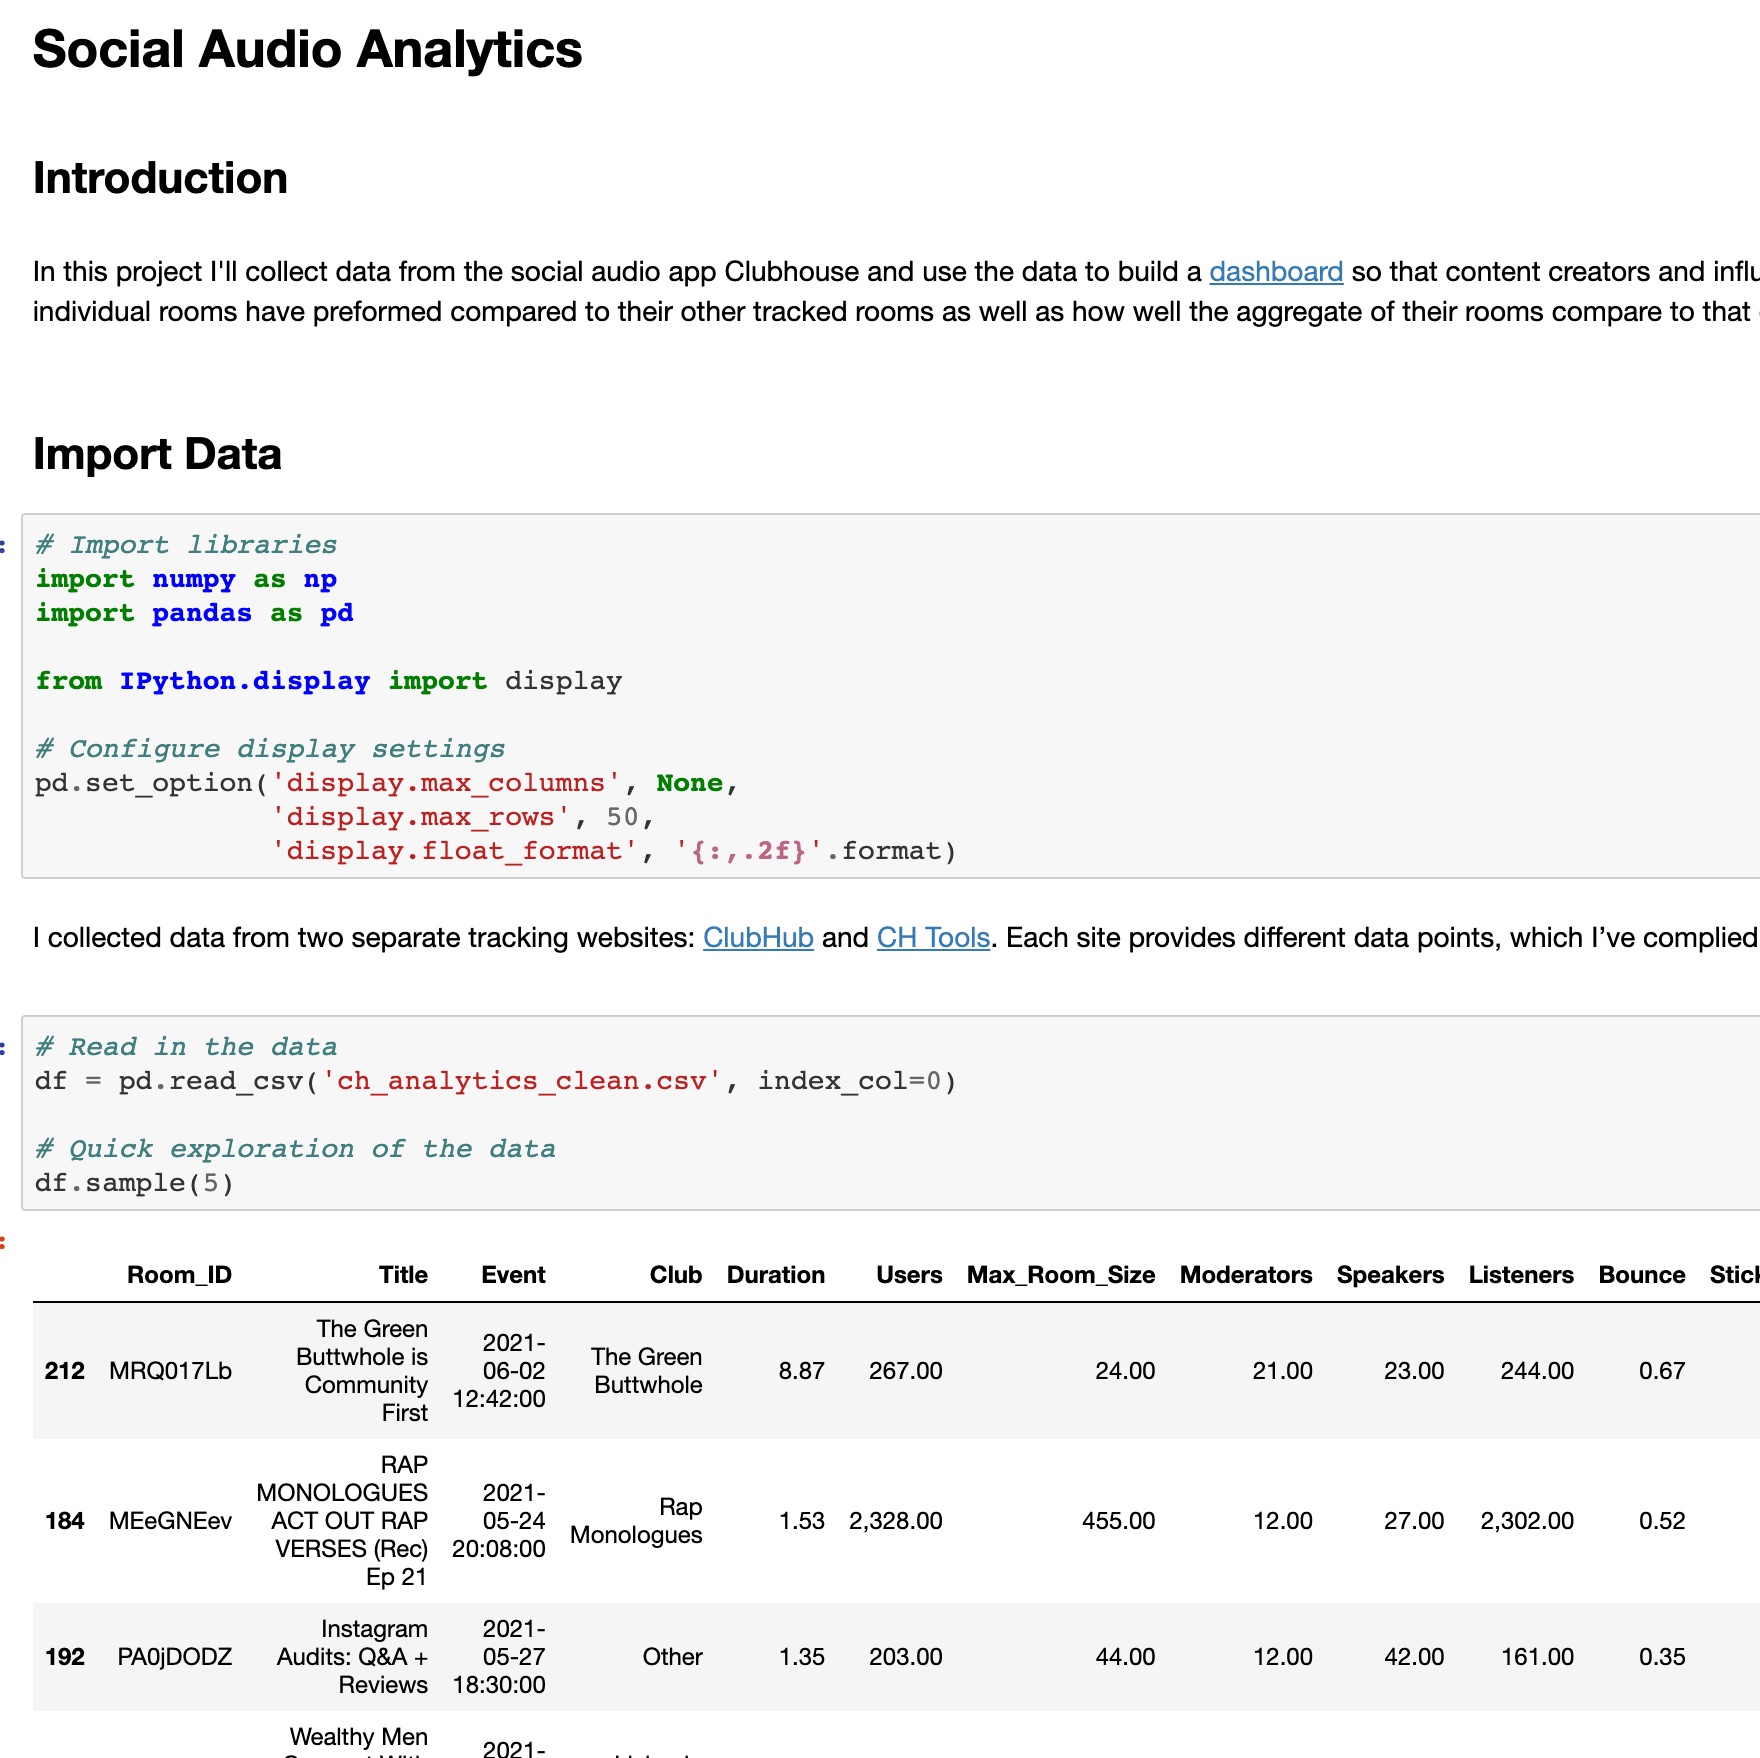 Social Audio Analytics
Introduction
In this project I'll collect data from the social audio app Clubhouse and use the data to build a dashboard so that content creators and
individual rooms have preformed compared to their other tracked rooms as well as how well the aggregate of their rooms compare to that
Import Data
# Import libraries
import numpy as np
import pandas as pd
from IPython.display import display
# Configure display settings
pd.set_option('display.max_columns', None,
'display.max_rows', 50,
'display.float_format', '{:,.2f}'.format)
I collected data from two separate tracking websites: ClubHub and CH Tools. Each site provides different data points, which I’ve complied
# Read in the data
df = pd.read_csv('ch_analytics_clean.csv', index_col=0)
# Quick exploration of the data
df.sample(5)
Room_ID Title Event Club Duration Users Max_Room_Size Moderators Speakers Listeners Bounce
The Green
Buttwhole is
Community
First
2021-
06-02
12:42:00
The Green
Buttwhole
212 MRQ017Lb 8.87 267.00 24.00 21.00 23.00 244.00 0.67
RAP
MONOLOGUES
ACT OUT RAP
VERSES (Rec)
Ep 21
2021-
05-24
20:08:00
Rap
Monologues
184 MEeGNEev 1.53 2,328.00 455.00 12.00 27.00 2,302.00 0.52
Instagram
Audits: Q&A +
Reviews
2021-
05-27
18:30:00
192 PA0jDODZ Other 1.35 203.00 44.00 12.00 42.00 161.00 0.35
Wealthy Men
2021-